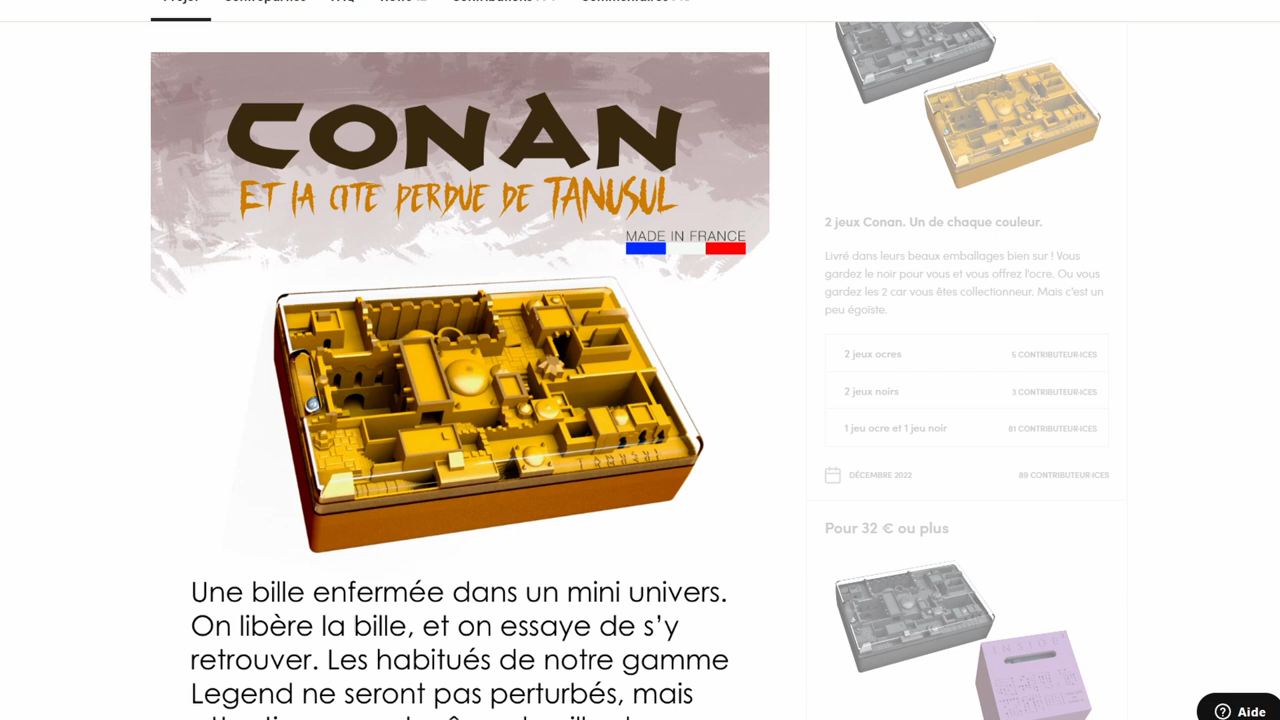 CONAN
ET lA CITE PERDUE DE TANUSUL
MADE IN FRANCE
Une bille enfermée dans un mini univers.
On libère la bille, et on essaye de s’y
retrouver. Les habitués de notre gamme
Legend ne seront pas perturbés, mais
2 jeux Conan. Un de chaque couleur.
Livré dans leurs beaux emballages bien sur ! Vous
gardez le noir pour vous et vous offrez l'ocre. Ou vous
gardez les 2 car vous êtes collectionneur. Mais c'est un
peu égoïste.
2 jeux ocres 5 CONTRIBUTEUR·ICES
2 jeux noirs 3 CONTRIBUTEUR·ICES
1 jeu ocre et 1 jeu noir 81 CONTRIBUTEUR·ICES
DÉCEMBRE 2022 89 CONTRIBUTEUR·ICES
Pour 32 € ou plus
INSIDE
Aide